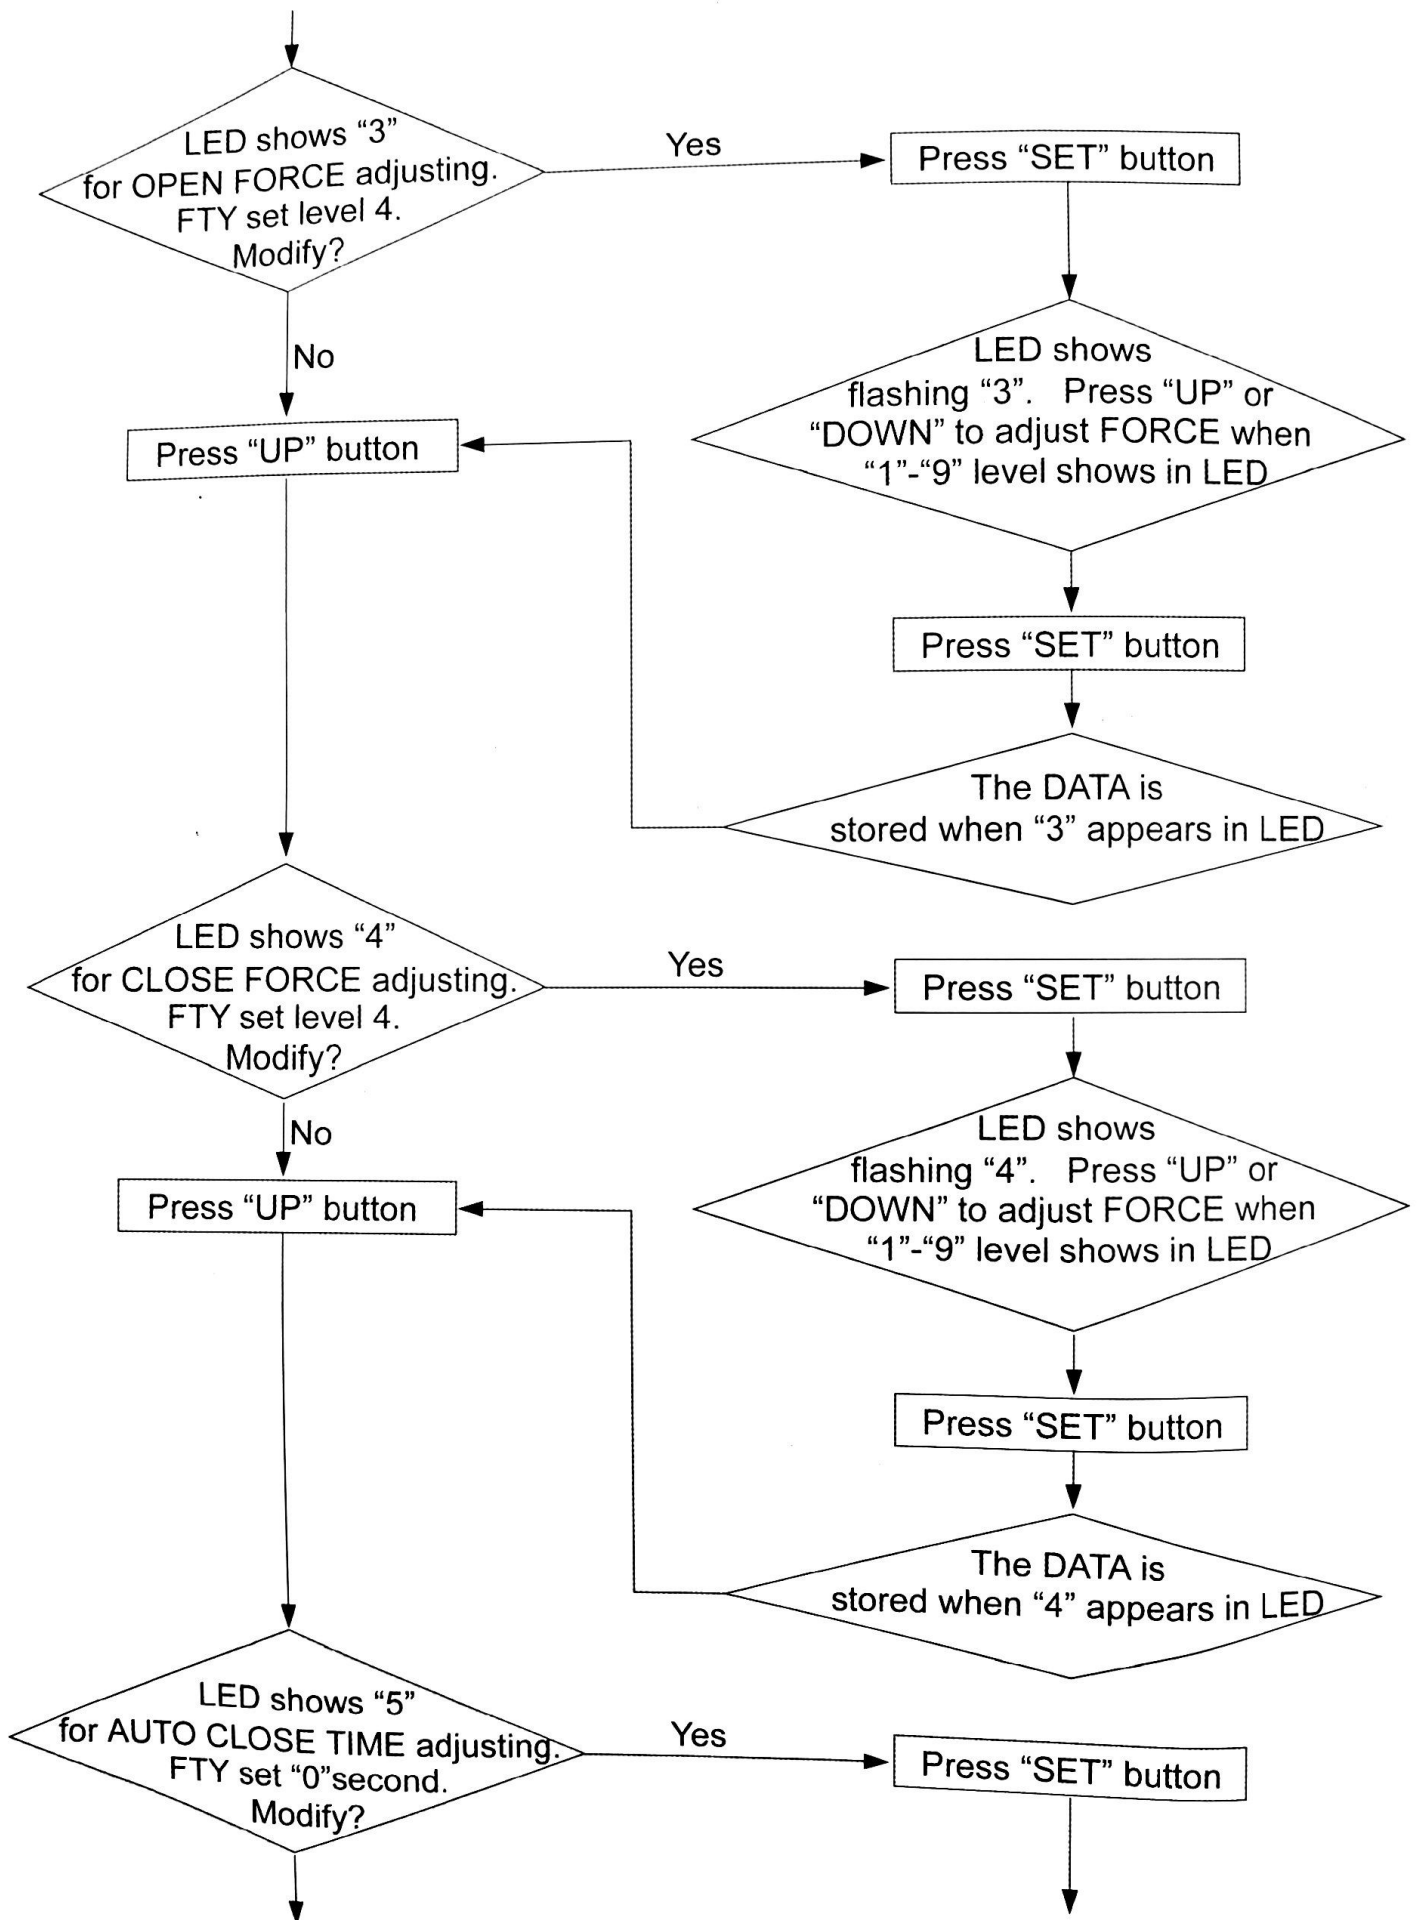 LED shows “3”
for OPEN FORCE adjusting.
FTY set level 4.
Modify?
Yes
Press “SET” button
No
Press “UP” button
LED shows
flashing “3”. Press “UP” or
“DOWN” to adjust FORCE when
“1”-“9” level shows in LED
Press “SET” button
The DATA is
stored when “3” appears in LED
LED shows “4”
for CLOSE FORCE adjusting.
FTY set level 4.
Modify?
Yes
Press “SET” button
No
Press “UP” button
LED shows
flashing “4”. Press “UP” or
“DOWN” to adjust FORCE when
“1”-“9” level shows in LED
Press “SET” button
The DATA is
stored when “4” appears in LED
LED shows “5”
for AUTO CLOSE TIME adjusting.
FTY set “0”second.
Modify?
Yes
Press “SET” button